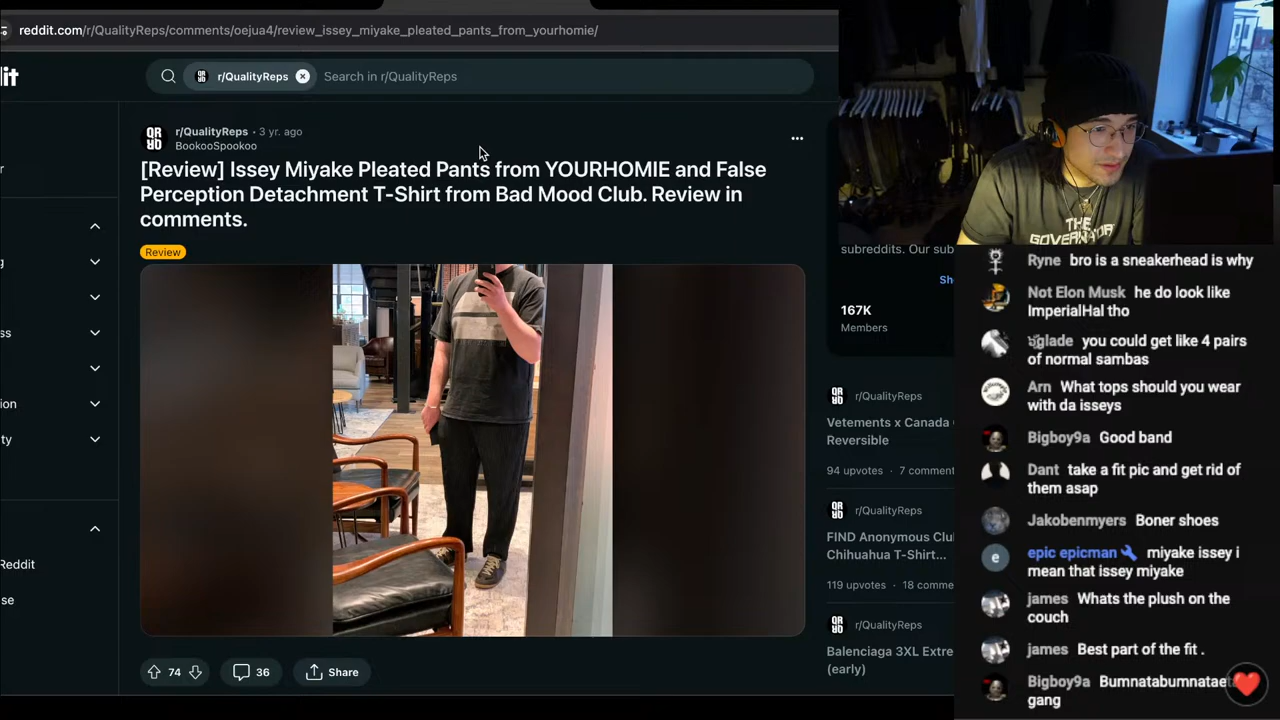 reddit.com/r/QualityReps/comments/oejua4/review_issey_miyake_pleated_pants_from_yourhomie/
r/QualityReps
Search in r/QualityReps
r/QualityReps • 3 yr. ago
BookooSpookoo
[Review] Issey Miyake Pleated Pants from YOURHOMIE and False
Perception Detachment T-Shirt from Bad Mood Club. Review in
comments.
Review
74
36
Share
Reddit
subreddits. Our sub
167K
Members
r/QualityReps
Vetements x Canada
Reversible
94 upvotes • 7 comment
r/QualityReps
FIND Anonymous Clu
Chihuahua T-Shirt...
119 upvotes • 18 comme
r/QualityReps
Balenciaga 3XL Extre
(early)
THE
GOVERNATOR
Ryne bro is a sneakerhead is why
Not Elon Musk he do look like
ImperialHal tho
you could get like 4 pairs
of normal sambas
Arn What tops should you wear
with da isseys
Bigboy9a Good band
Dant take a fit pic and get rid of
them asap
Jakobenmyers Boner shoes
epic epicman miyake issey i
mean that issey miyake
james Whats the plush on the
couch
james Best part of the fit .
Bigboy9a Bumnatabumnatae
gang